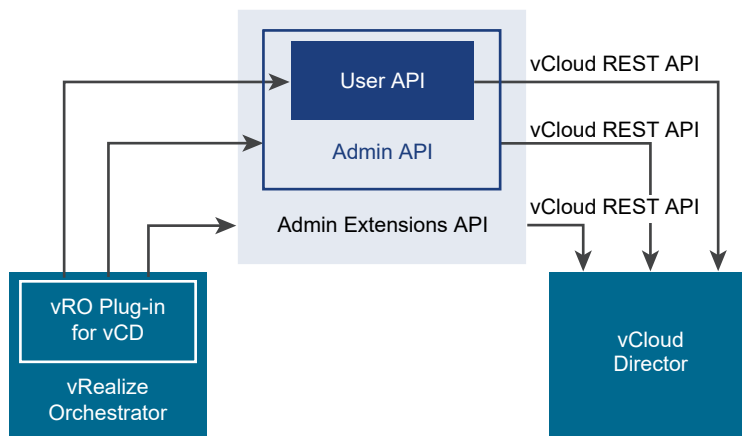 User API
Admin API
Admin Extensions API
vCloud REST API
vCloud REST API
vCloud REST API
vRO Plug-in
for vCD
vRealize
Orchestrator
vCloud
Director